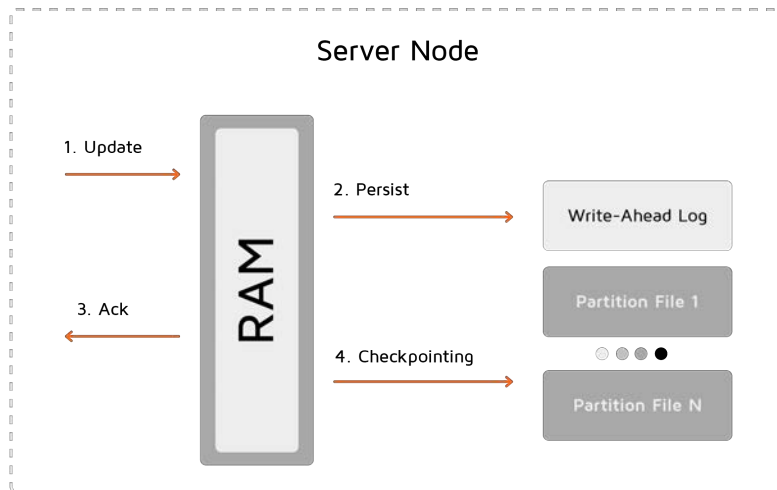 Server Node
1. Update
2. Persist
Write-Ahead Log
RAM
Partition File 1
3. Ack
4. Checkpointing
Partition File N